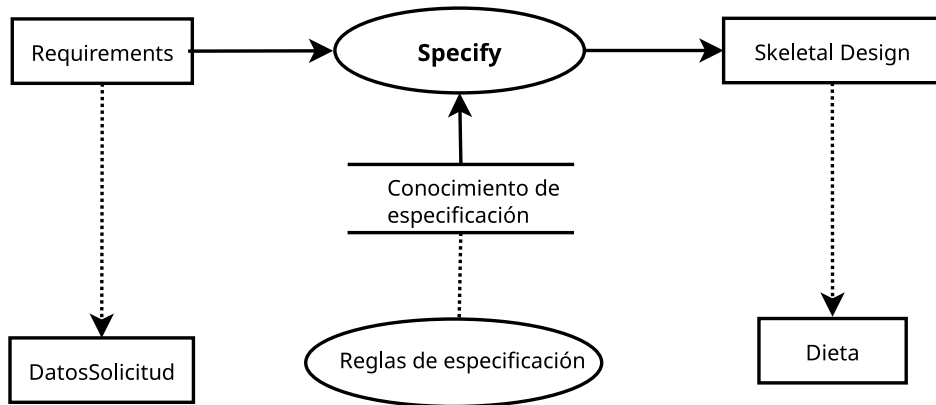 Requirements
Specify
Skeletal Design
Conocimiento de
especificación
DatosSolicitud
Reglas de especificación
Dieta